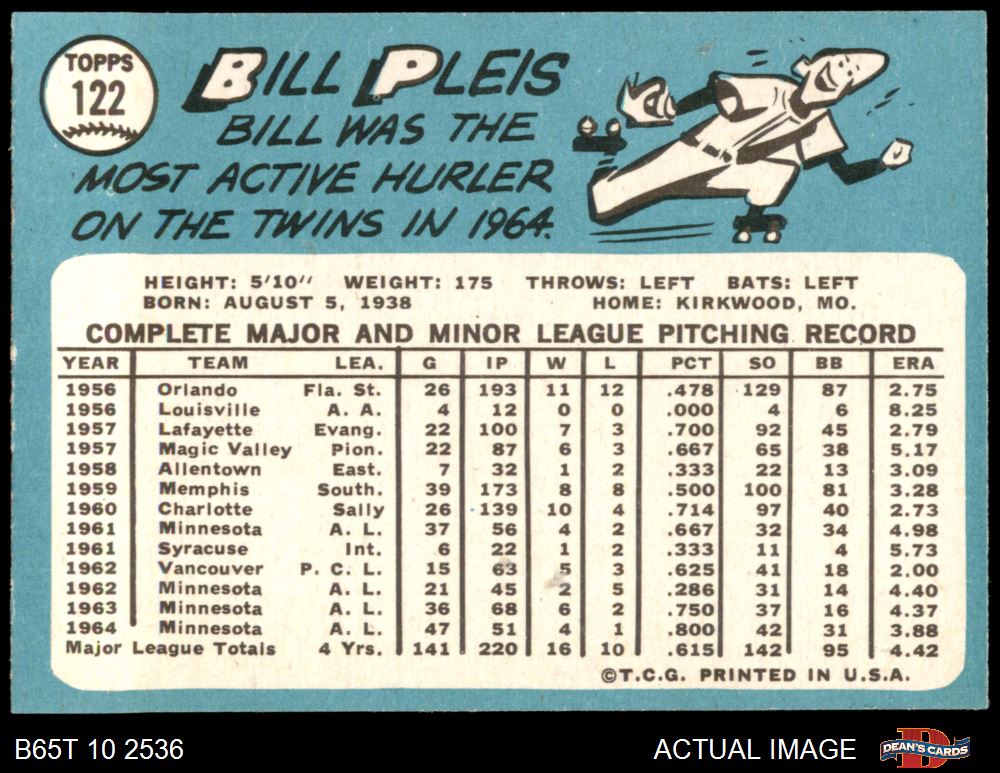 TOPPS
122
BILL PLEIS
BILL WAS THE
MOST ACTIVE HURLER
ON THE TWINS IN 1964.
HEIGHT: 5'10" WEIGHT: 175 THROWS: LEFT BATS: LEFT
BORN: AUGUST 5, 1938 HOME: KIRKWOOD, MO.
COMPLETE MAJOR AND MINOR LEAGUE PITCHING RECORD
YEAR TEAM LEA. G IP W L PCT SO BB ERA
1956 Orlando Fla. St. 26 193 11 12 .478 129 87 2.75
1956 Louisville A. A. 4 12 0 0 .000 4 6 8.25
1957 Lafayette Evang. 22 100 7 3 .700 92 45 2.79
1957 Magic Valley Pion. 22 87 6 3 .667 65 38 5.17
1958 Allentown East. 7 32 1 2 .333 22 13 3.09
1959 Memphis South. 39 173 8 8 .500 100 81 3.28
1960 Charlotte Sally 26 139 10 4 .714 97 40 2.73
1961 Minnesota A. L. 37 56 4 2 .667 32 34 4.98
1961 Syracuse Int. 6 22 1 2 .333 11 4 5.73
1962 Vancouver P. C. L. 15 63 5 3 .625 41 18 2.00
1962 Minnesota A. L. 21 45 2 5 .286 31 14 4.40
1963 Minnesota A. L. 36 68 6 2 .750 37 16 4.37
1964 Minnesota A. L. 47 51 4 1 .800 42 31 3.88
Major League Totals 4 Yrs. 141 220 16 10 .615 142 95 4.42
©T.C.G. PRINTED IN U.S.A.
B65T 10 2536 ACTUAL IMAGE DEAN'S CARDS